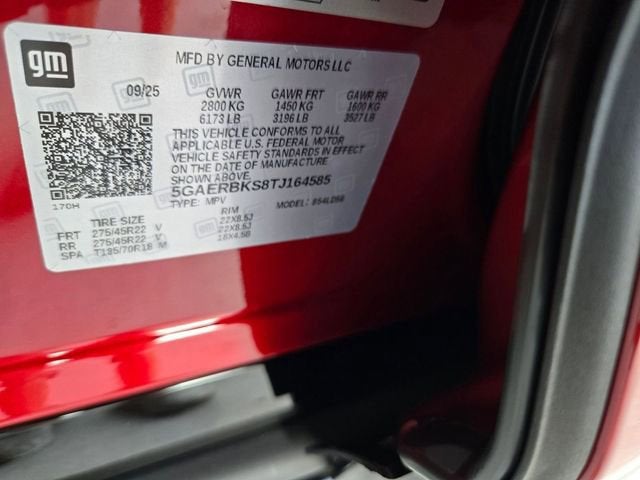 gm
MFD BY GENERAL MOTORS LLC
09/25 GVWR GAWR FRT GAWR RR
2800 KG 1450 KG 1600 KG
6173 LB 3196 LB 3527 LB
THIS VEHICLE CONFORMS TO ALL
APPLICABLE U.S. FEDERAL MOTOR
VEHICLE SAFETY STANDARDS IN EFFECT
ON THE DATE OF MANUFACTURE
SHOWN ABOVE.
5GAERBKS8TJ164585
170H TYPE: MPV MODEL:
TIRE SIZE RIM
FRT 275/45R22 V 22X8.5J
RR 275/45R22 V 22X8.5J
SPA T135/70R18 M 18X4.5B